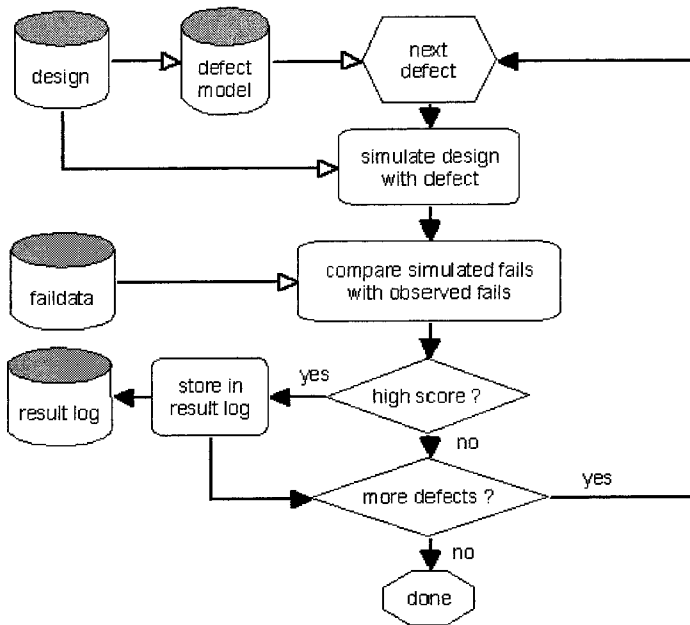 design
defect
model
next
defect
simulate design
with defect
faildata
compare simulated fails
with observed fails
result log
store in
result log
yes
high score ?
no
more defects ?
yes
no
done